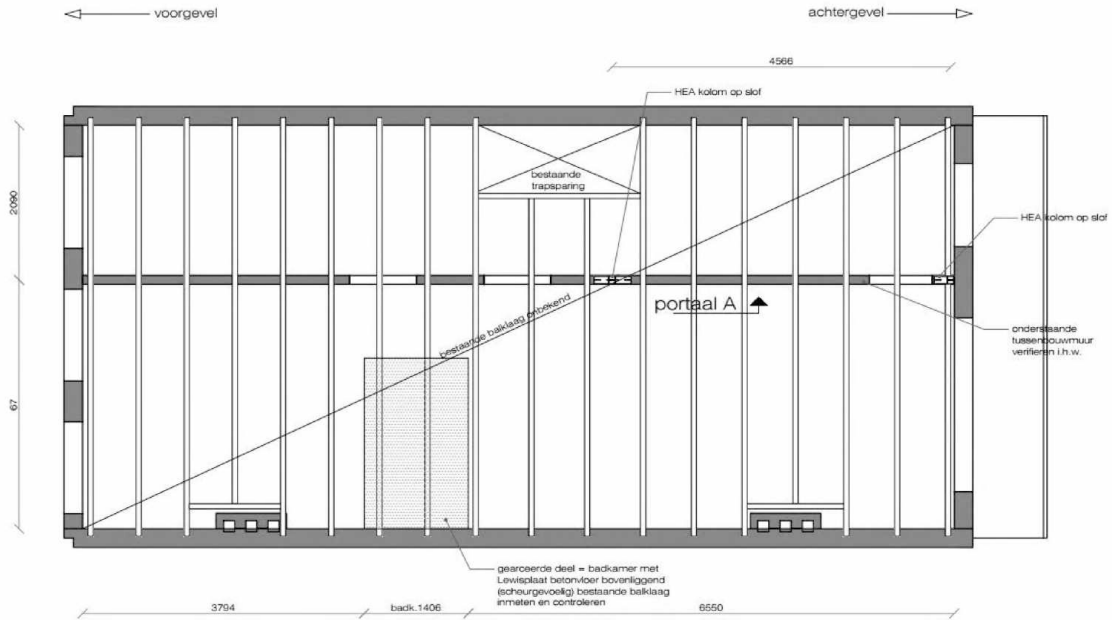 voorgevel
achtergevel
4566
HEA kolom op slof
bestaande
trapsparing
2090
HEA kolom op slof
portaal A
bestaande balklaag onbekend
onderstaande
tussenbouwmuur
verifieren i.h.w.
67
gearceerde deel = badkamer met
Lewisplaat betonvloer bovenliggend
(scheurgevoelig) bestaande balklaag
inmeten en controleren
3794
badk.1406
6550